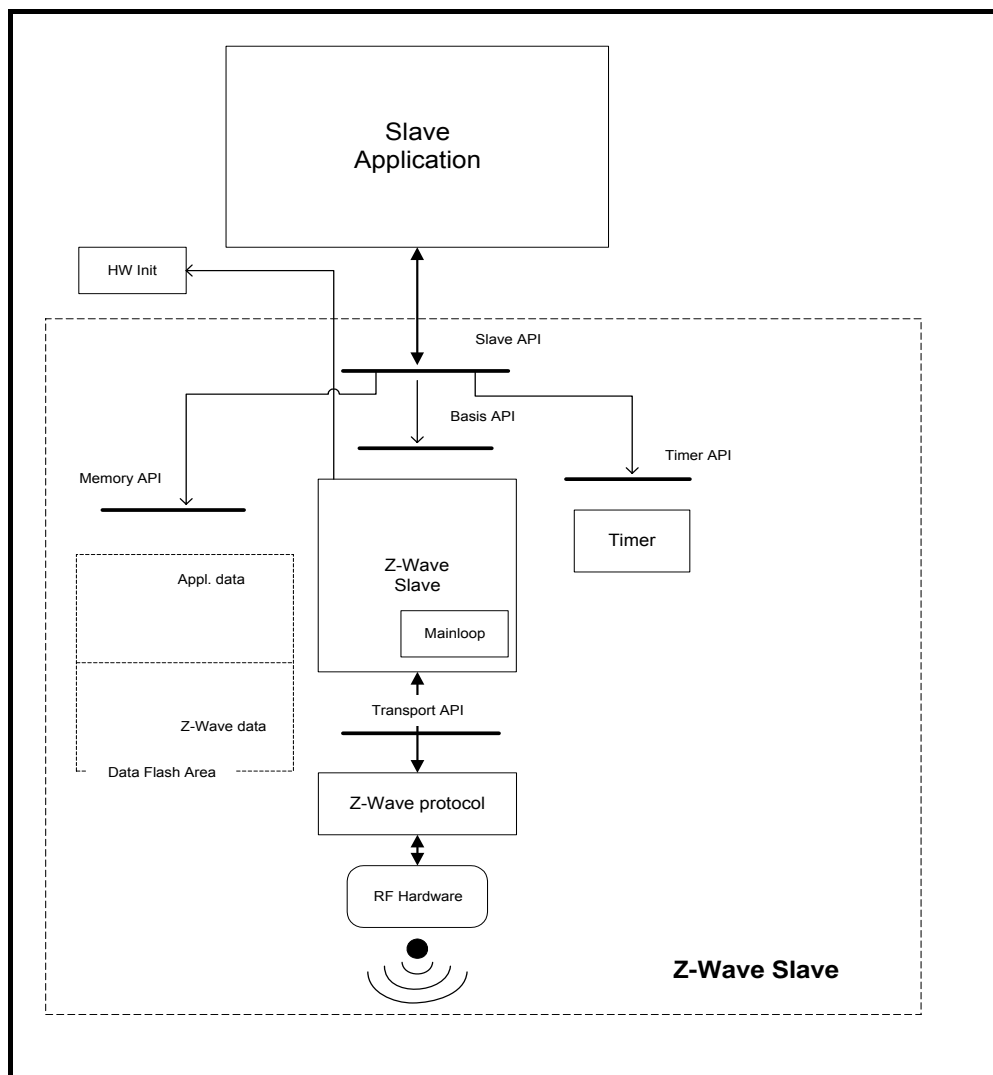 Slave
Application
HW Init
Slave API
Basis API
Timer API
Memory API
Timer
Z-Wave
Slave
Appl. data
Mainloop
Transport API
Z-Wave data
Data Flash Area
Z-Wave protocol
RF Hardware
Z-Wave Slave